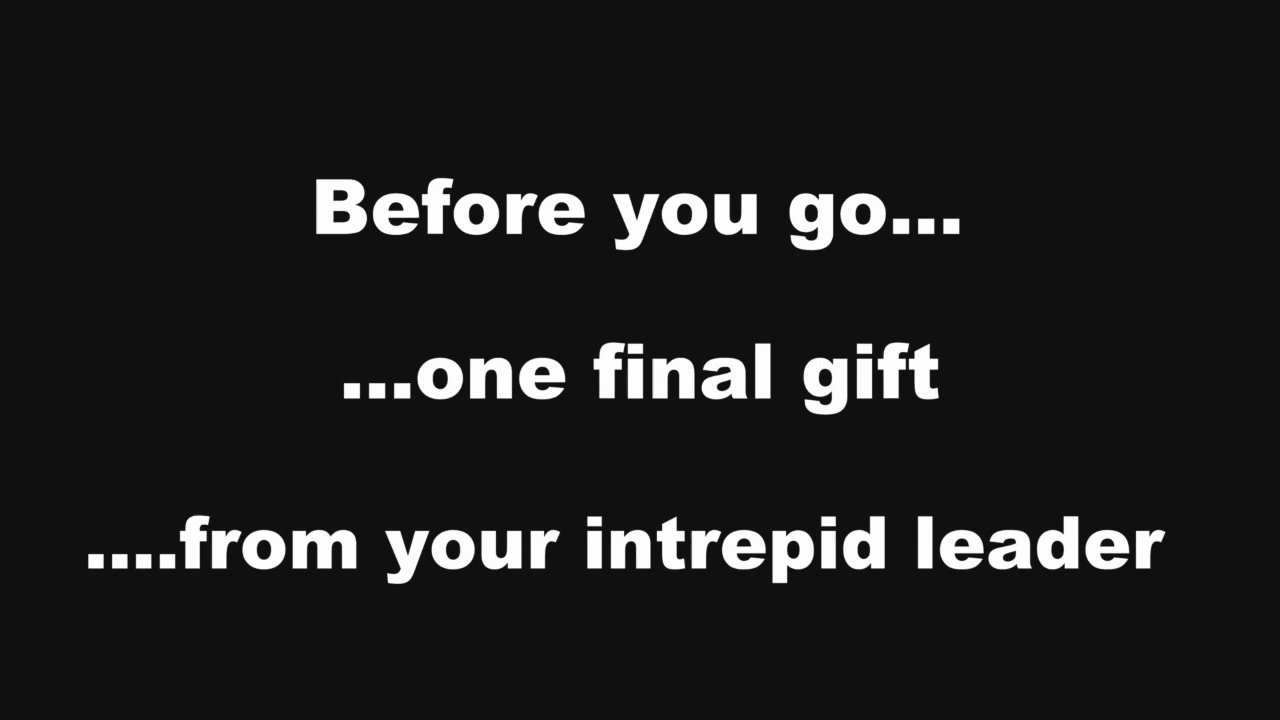 Before you go...
...one final gift
....from your intrepid leader